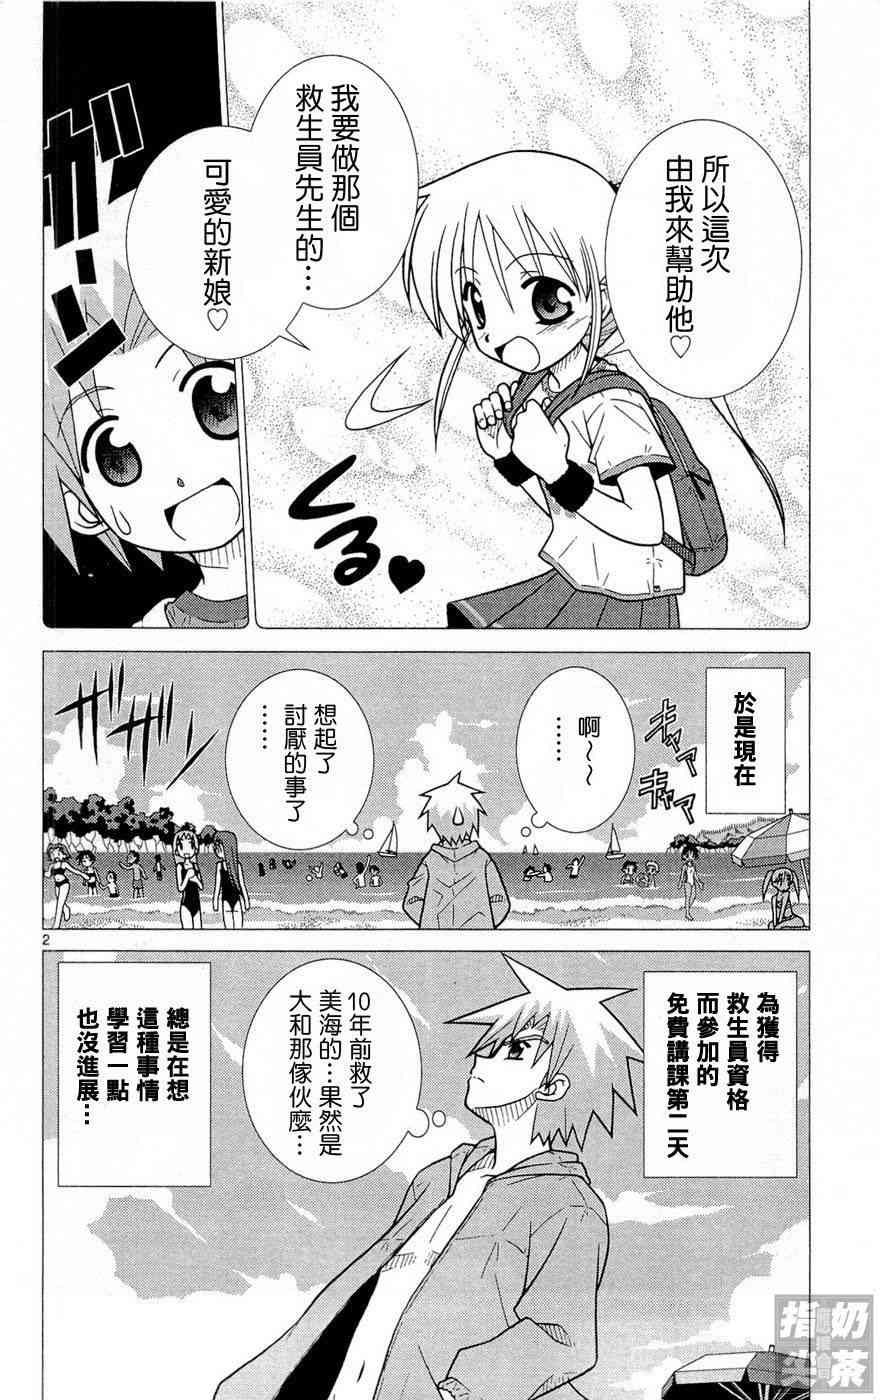 所以這次
由我來幫助他♡
我要做那個
救生員先生的…
可愛的新娘♡
くる♥
ガーン
於是現在
キャア
キャア
啊～～
……
想起了
討厭的事了
……
2
為獲得
救生員資格
而參加的
免費講課第二天
10年前救了
美海的…果然是
大和那傢伙麼…
總是在想
這種事情
學習一點
也沒進展…
指尖
奶茶